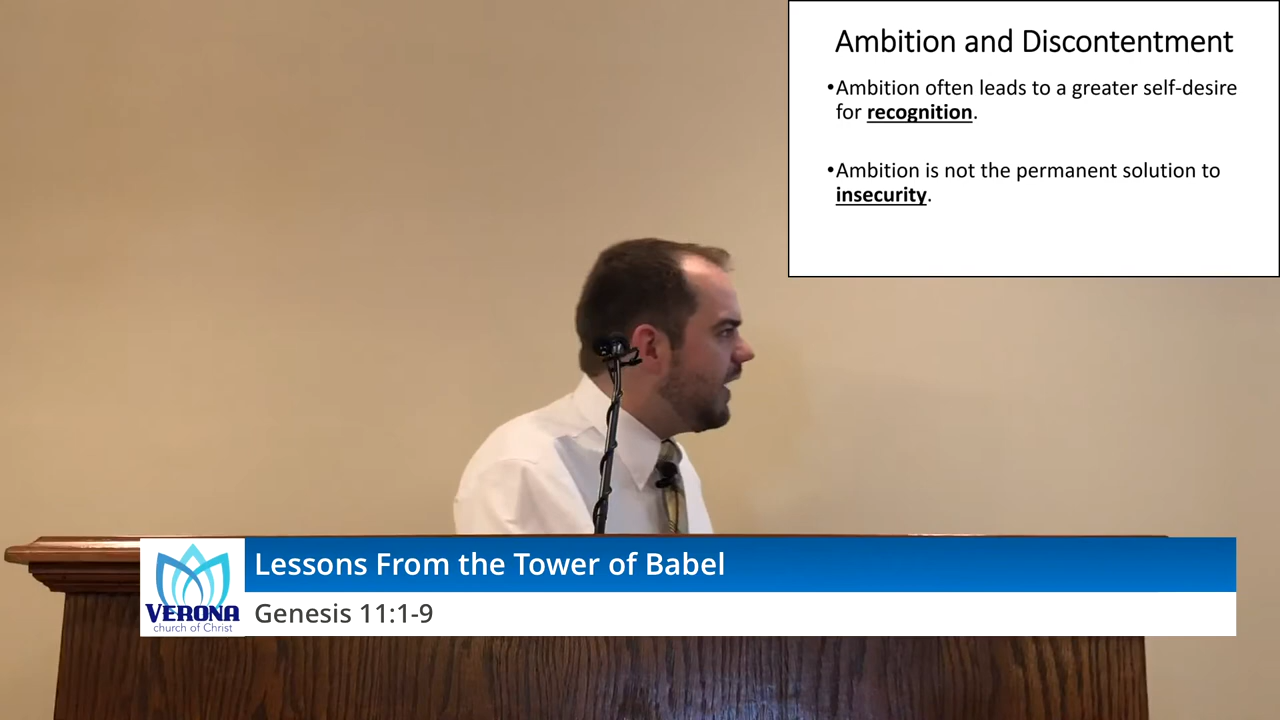 Ambition and Discontentment
•Ambition often leads to a greater self-desire
for recognition.
•Ambition is not the permanent solution to
insecurity.
Lessons From the Tower of Babel
VERONA
church of Christ
Genesis 11:1-9